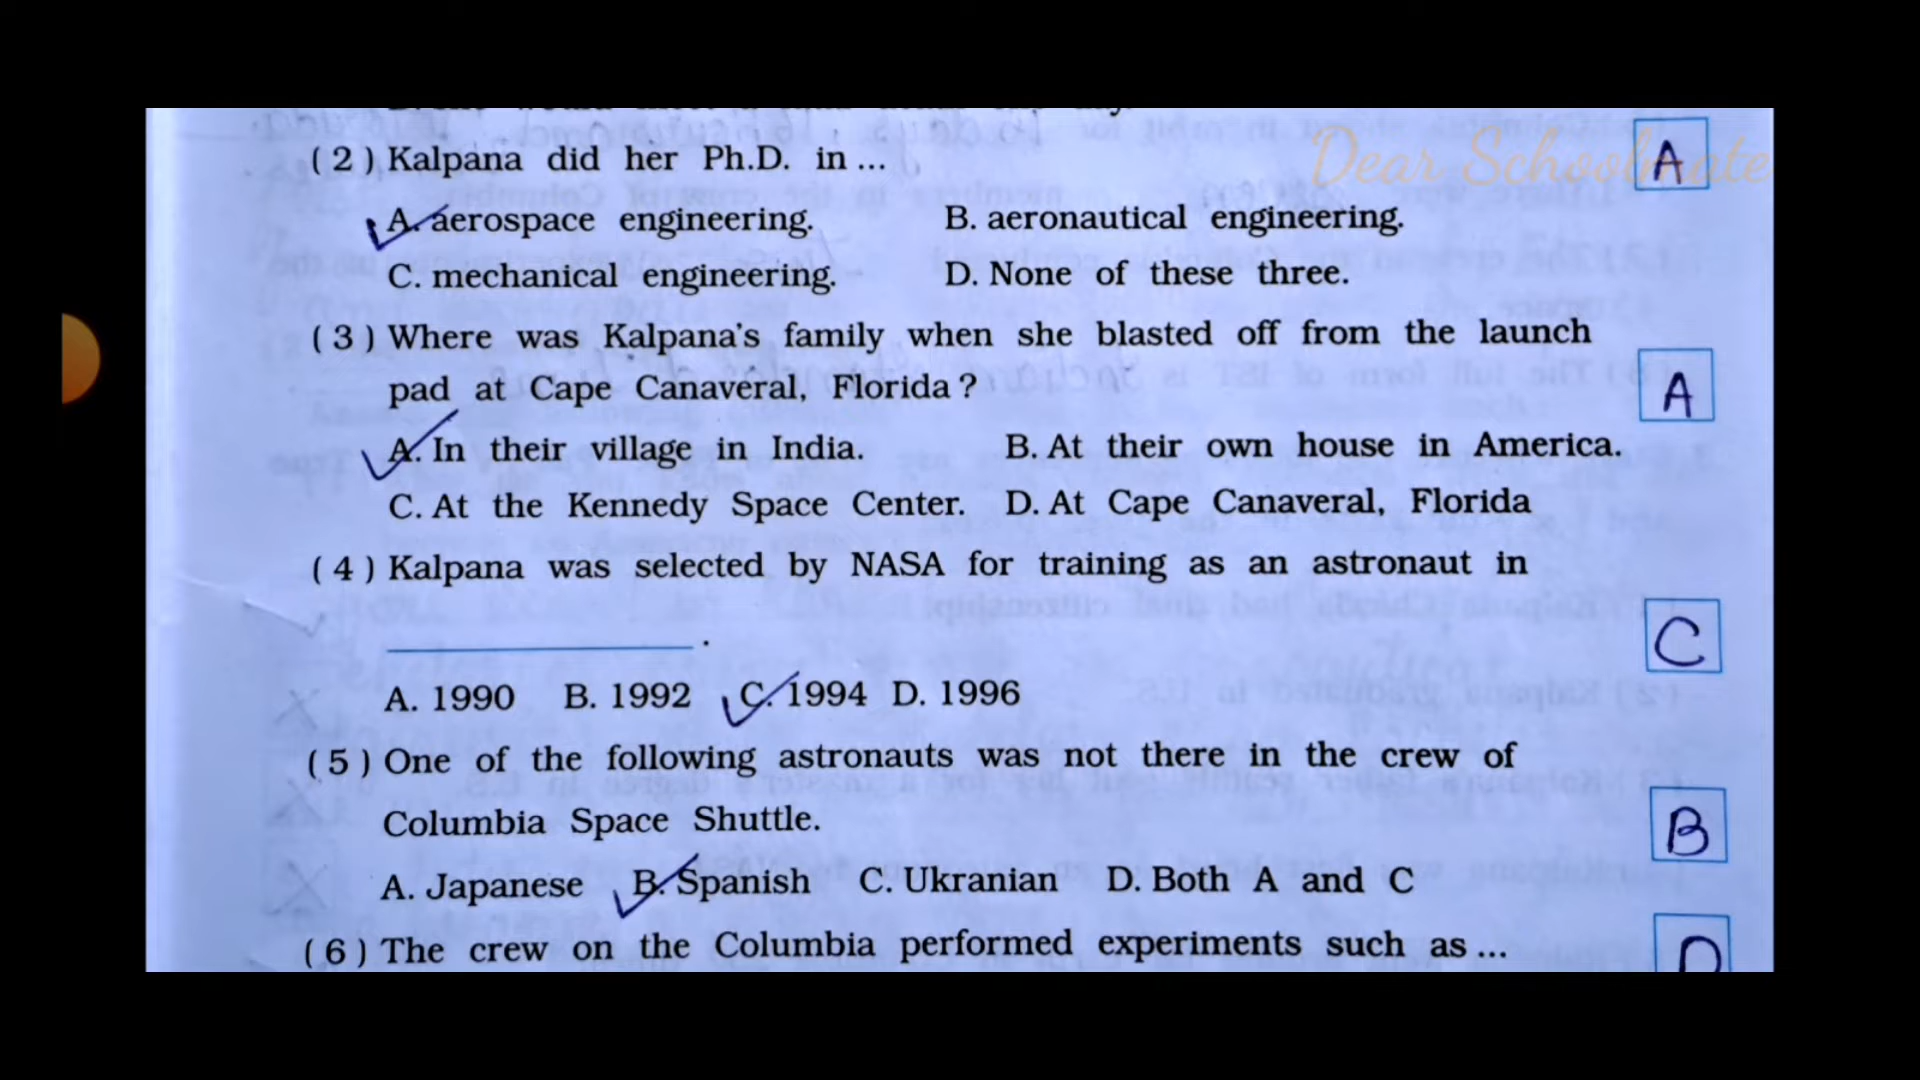 (2) Kalpana did her Ph.D. in ... A
Dear Schoolmate
A. aerospace engineering. B. aeronautical engineering.
C. mechanical engineering. D. None of these three.
(3) Where was Kalpana's family when she blasted off from the launch
pad at Cape Canaveral, Florida ? A
A. In their village in India. B. At their own house in America.
C. At the Kennedy Space Center. D. At Cape Canaveral, Florida
(4) Kalpana was selected by NASA for training as an astronaut in
. C
A. 1990 B. 1992 C. 1994 D. 1996
(5) One of the following astronauts was not there in the crew of
Columbia Space Shuttle. B
A. Japanese B. Spanish C. Ukranian D. Both A and C
(6) The crew on the Columbia performed experiments such as ... D